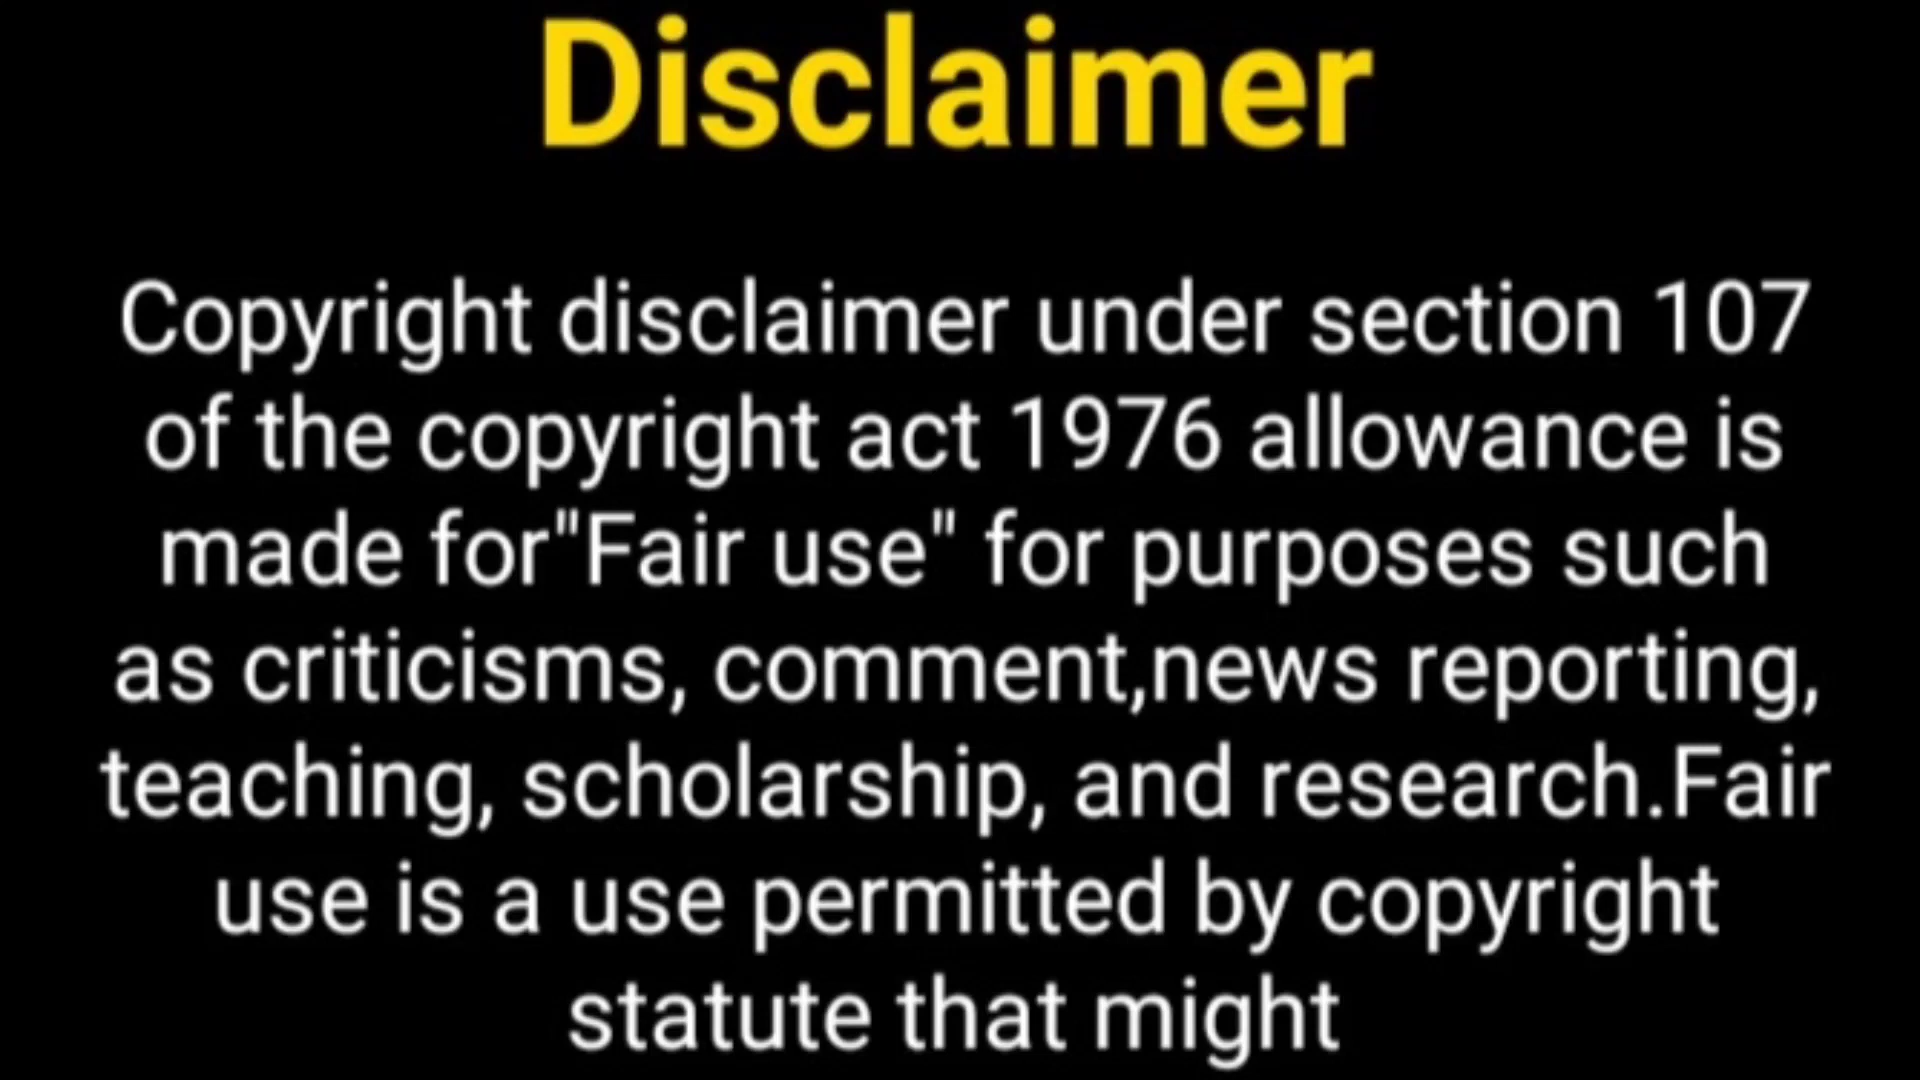 Disclaimer
Copyright disclaimer under section 107
of the copyright act 1976 allowance is
made for"Fair use" for purposes such
as criticisms, comment,news reporting,
teaching, scholarship, and research.Fair
use is a use permitted by copyright
statute that might